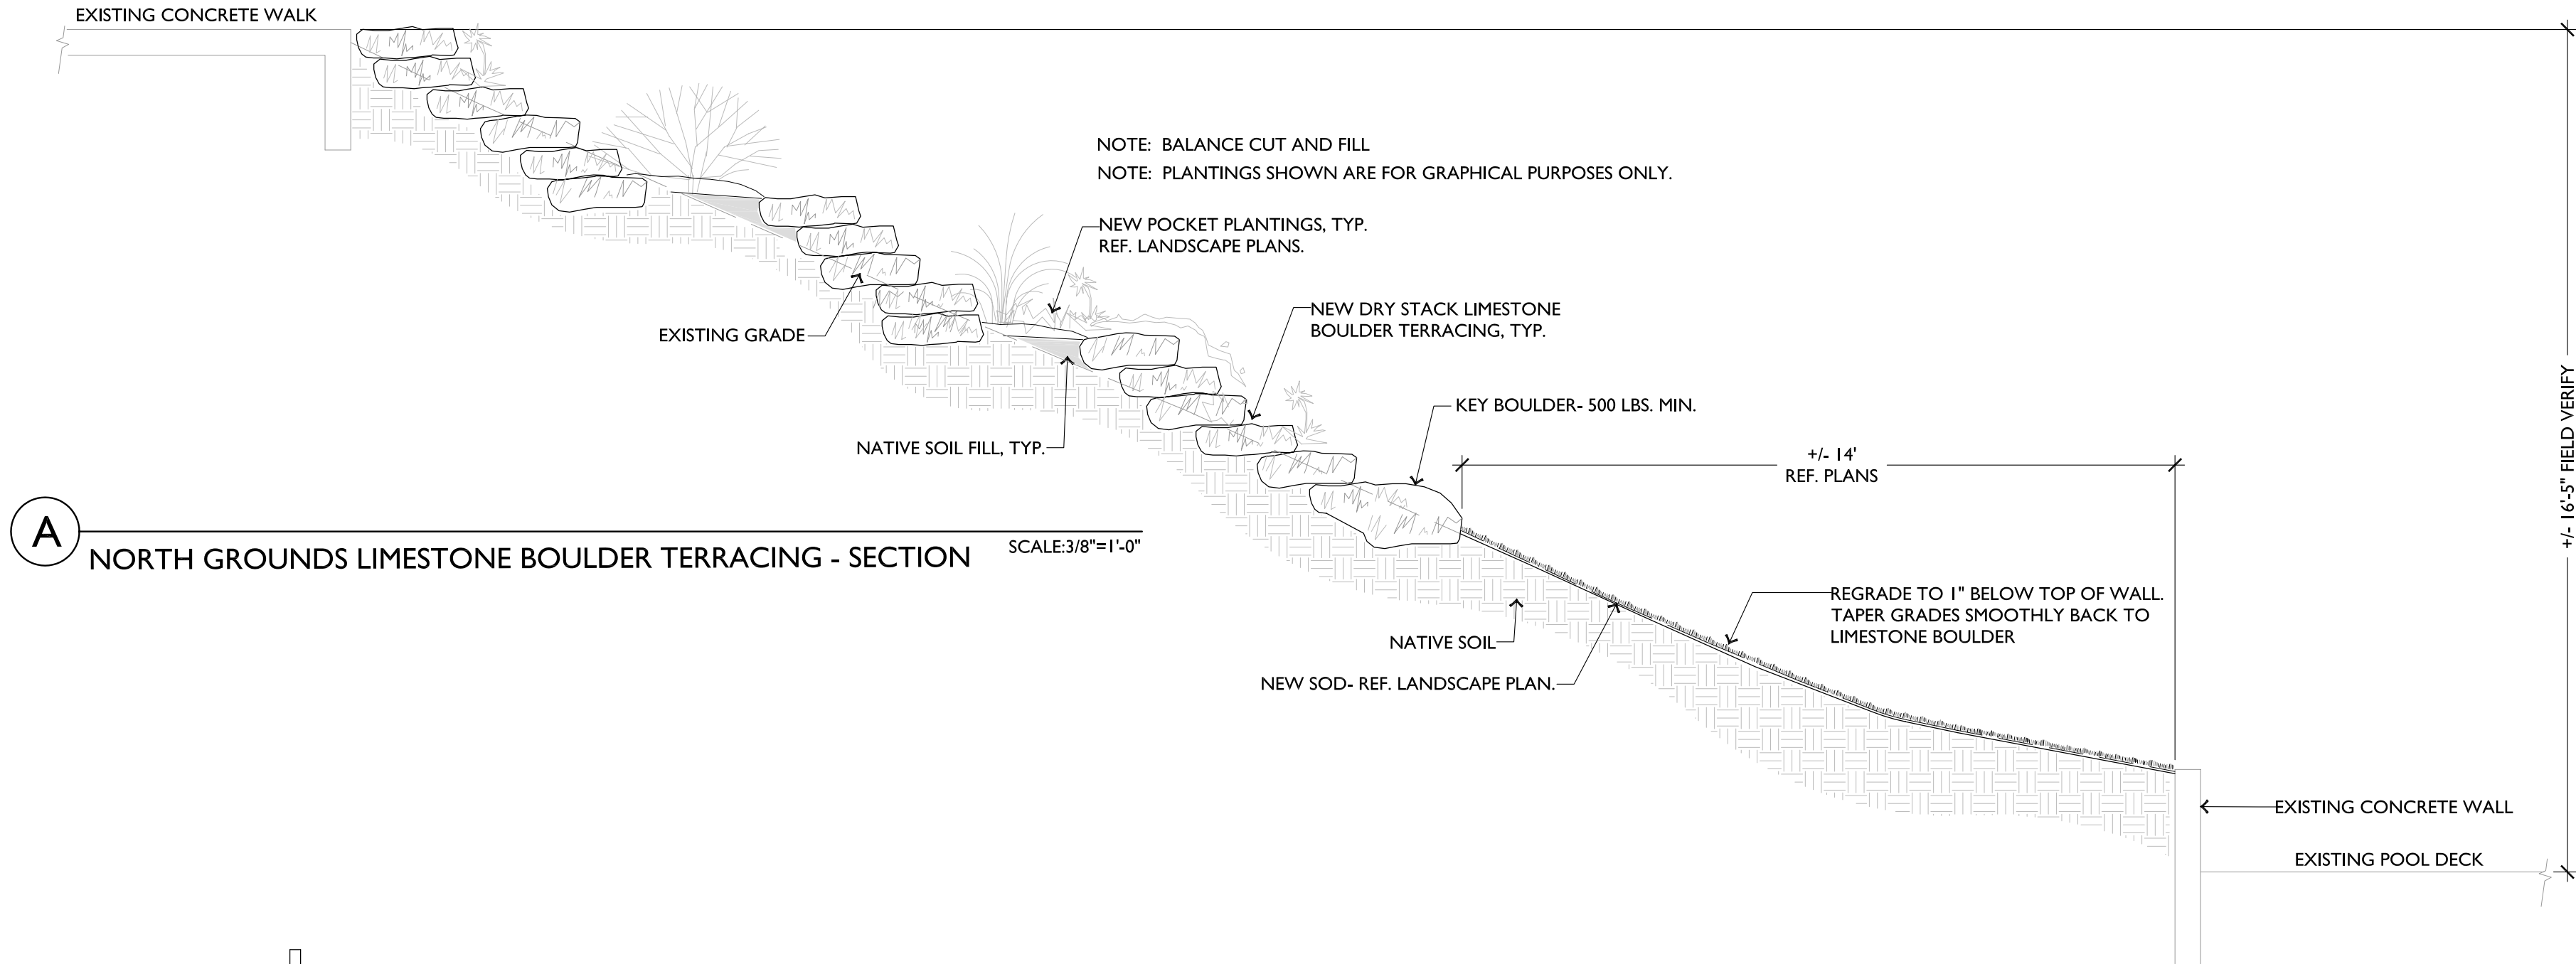 EXISTING CONCRETE WALK
NOTE:  BALANCE CUT AND FILL
NOTE:  PLANTINGS SHOWN ARE FOR GRAPHICAL PURPOSES ONLY.
NEW POCKET PLANTINGS, TYP.
REF. LANDSCAPE PLANS.
EXISTING GRADE
NEW DRY STACK LIMESTONE
BOULDER TERRACING, TYP.
KEY BOULDER- 500 LBS. MIN.
NATIVE SOIL FILL, TYP.
+/- 14'
REF. PLANS
+/- 16'-5" FIELD VERIFY
A
NORTH GROUNDS LIMESTONE BOULDER TERRACING - SECTION
SCALE:3/8"=1'-0"
REGRADE TO 1" BELOW TOP OF WALL.
TAPER GRADES SMOOTHLY BACK TO
LIMESTONE BOULDER
NATIVE SOIL
NEW SOD- REF. LANDSCAPE PLAN.
EXISTING CONCRETE WALL
EXISTING POOL DECK